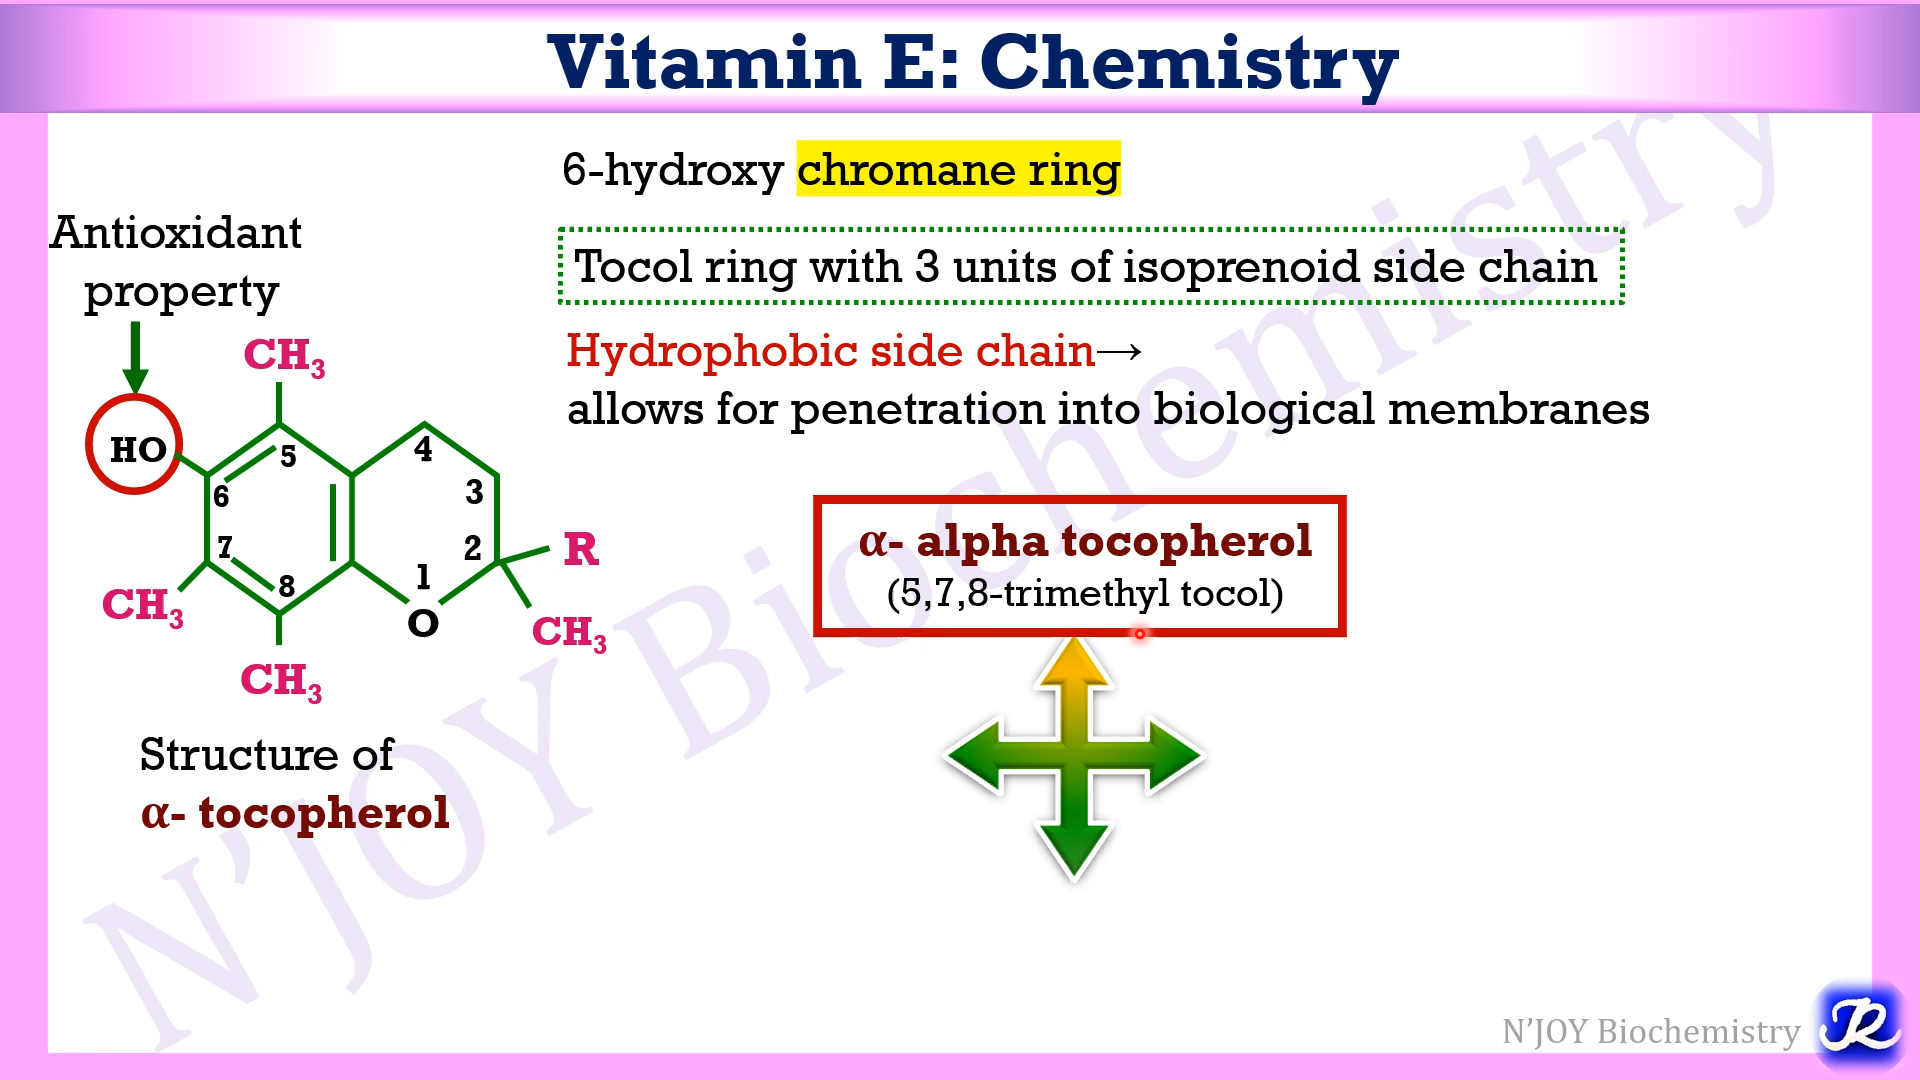 Vitamin E: Chemistry
6-hydroxy chromane ring
Tocol ring with 3 units of isoprenoid side chain
Hydrophobic side chain→
allows for penetration into biological membranes
Antioxidant
property
CH₃
HO
5
4
6
3
7
2
R
8
1
CH₃
O
CH₃
CH₃
α- alpha tocopherol
(5,7,8-trimethyl tocol)
Structure of
α- tocopherol
N'JOY Biochemistry
N'JOY Biochemistry
R